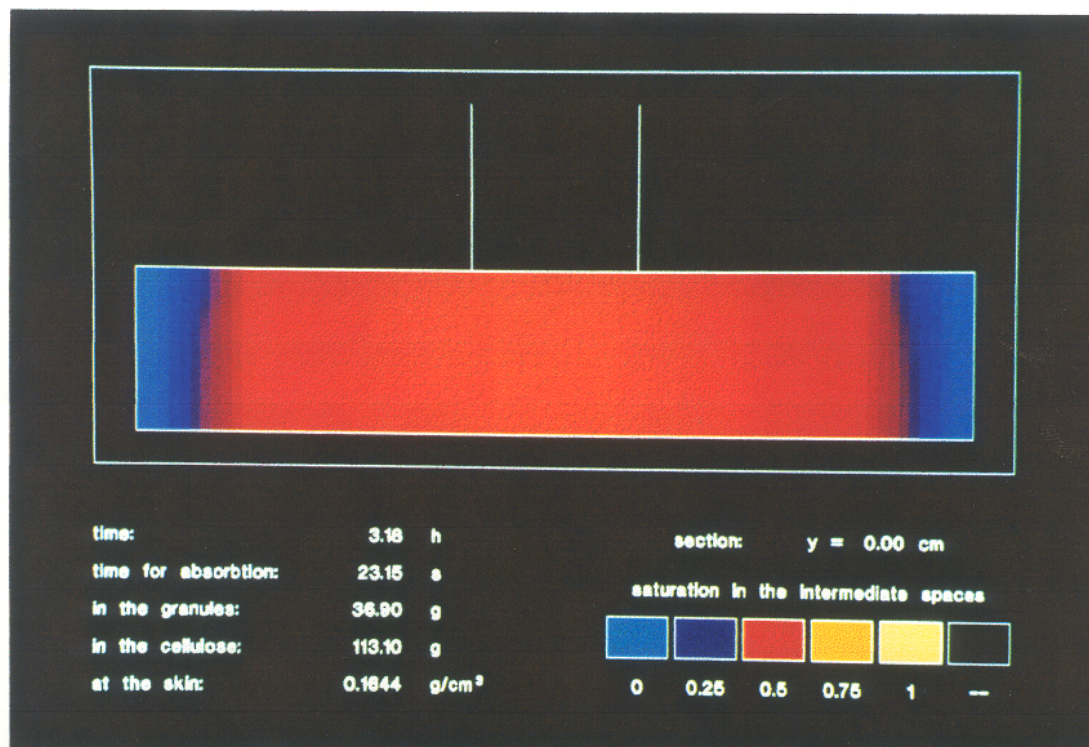 time: 3.16 h
time for absorbtion: 23.15 s
in the granules: 36.90 g
in the cellulose: 113.10 g
at the skin: 0.1644 g/cm³
section: y = 0.00 cm
saturation in the intermediate spaces
0 0.25 0.5 0.75 1 —